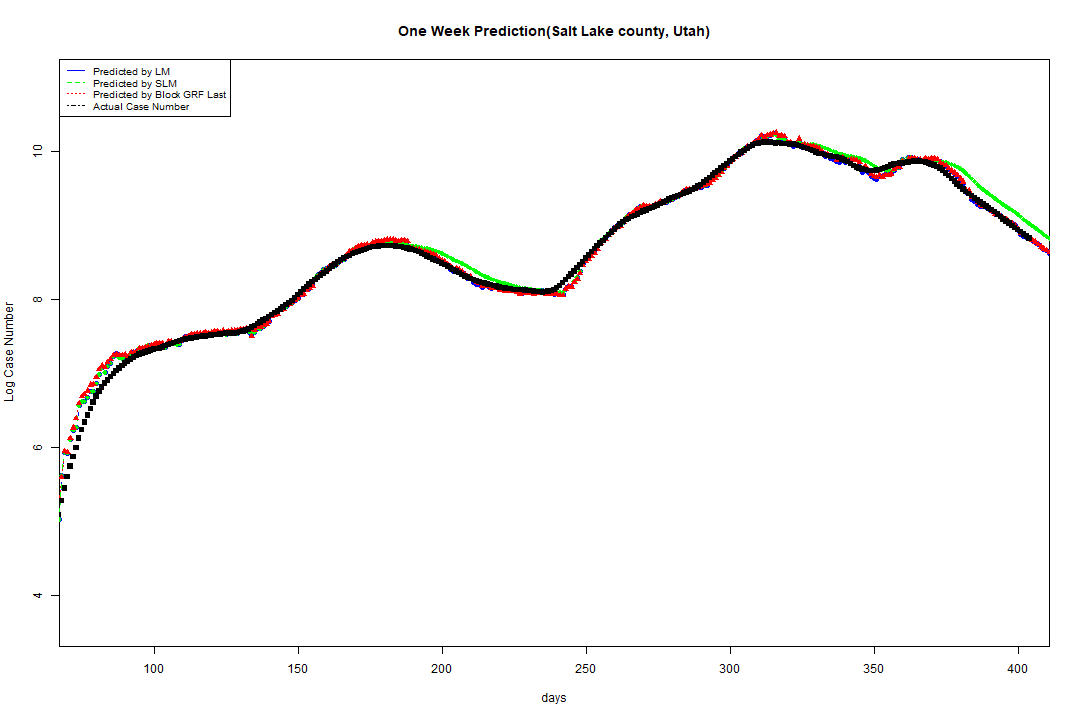 One Week Prediction(Salt Lake county, Utah)
Predicted by LM
Predicted by SLM
Predicted by Block GRF Last
Actual Case Number
Log Case Number
10
8
6
4
100 150 200 250 300 350 400
days